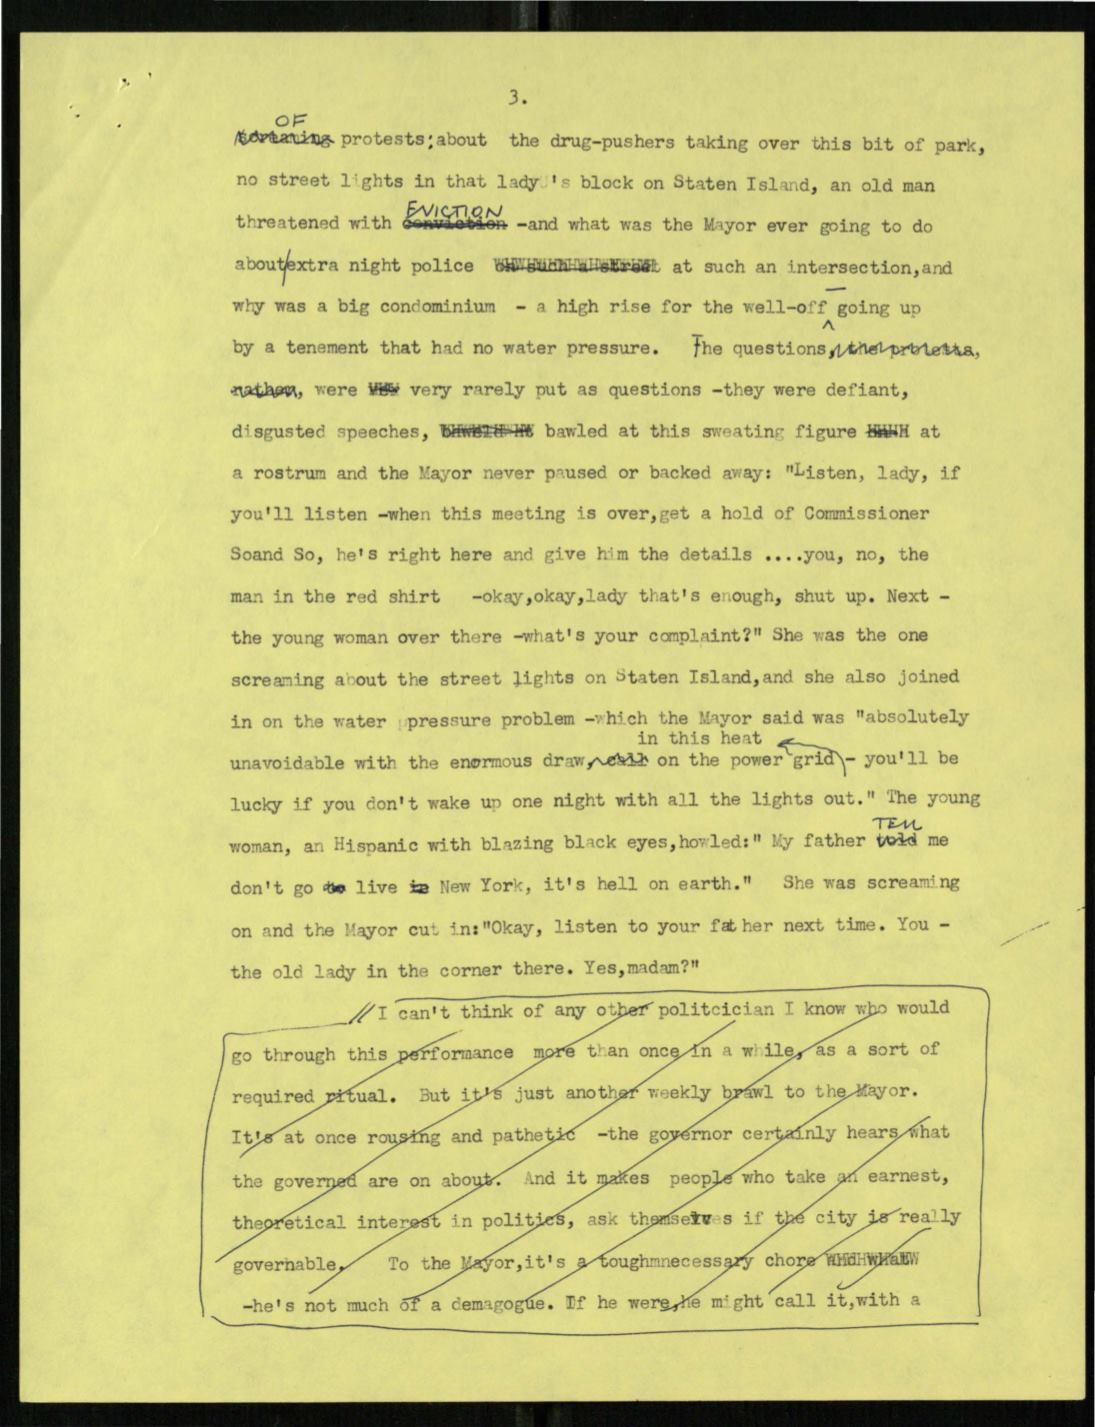 3.
OF
screaming protests;about the drug-pushers taking over this bit of park,
no street lights in that lady's block on Staten Island, an old man
EVICTION
threatened with conviction -and what was the Mayor ever going to do
about/extra night police on such a street at such an intersection,and
why was a big condominium - a high rise for the well-off - going up
by a tenement that had no water pressure. The questions, the protests,
rather, were very rarely put as questions -they were defiant,
disgusted speeches, bawled at this sweating figure at
a rostrum and the Mayor never paused or backed away: "Listen, lady, if
you'll listen -when this meeting is over,get a hold of Commissioner
Soand So, he's right here and give him the details ....you, no, the
man in the red shirt -okay,okay,lady that's enough, shut up. Next -
the young woman over there -what's your complaint?" She was the one
screaming about the street lights on Staten Island,and she also joined
in on the water pressure problem -which the Mayor said was "absolutely
in this heat
unavoidable with the enormous draw, call on the power grid - you'll be
lucky if you don't wake up one night with all the lights out." The young
TELL
woman, an Hispanic with blazing black eyes,howled:" My father told me
don't go to live in New York, it's hell on earth." She was screaming
on and the Mayor cut in:"Okay, listen to your father next time. You -
the old lady in the corner there. Yes,madam?"
// I can't think of any other politcician I know who would
go through this performance more than once in a while, as a sort of
required ritual. But it's just another weekly brawl to the Mayor.
It's at once rousing and pathetic -the governor certainly hears what
the governed are on about. And it makes people who take an earnest,
theoretical interest in politics, ask themselves if the city is really
governable. To the Mayor,it's a toughmnecessary chore
-he's not much of a demagogue. If he were,he might call it,with a